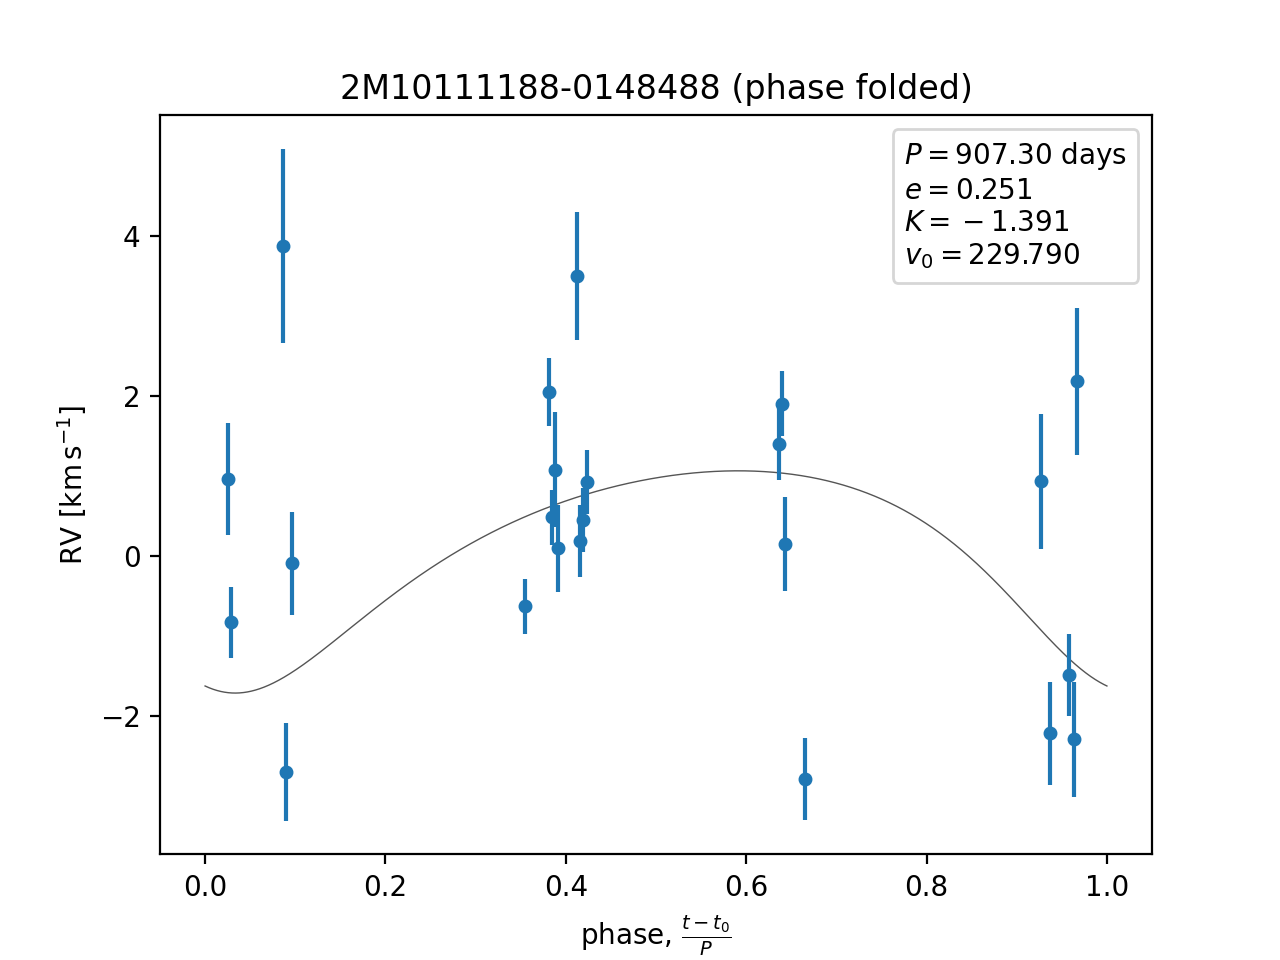 2M10111188-0148488 (phase folded)
P = 907.30 days
e = 0.251
K = −1.391
v₀ = 229.790
RV [km s⁻¹]
4
2
0
−2
0.0 0.2 0.4 0.6 0.8 1.0
phase, (t − t₀)/P